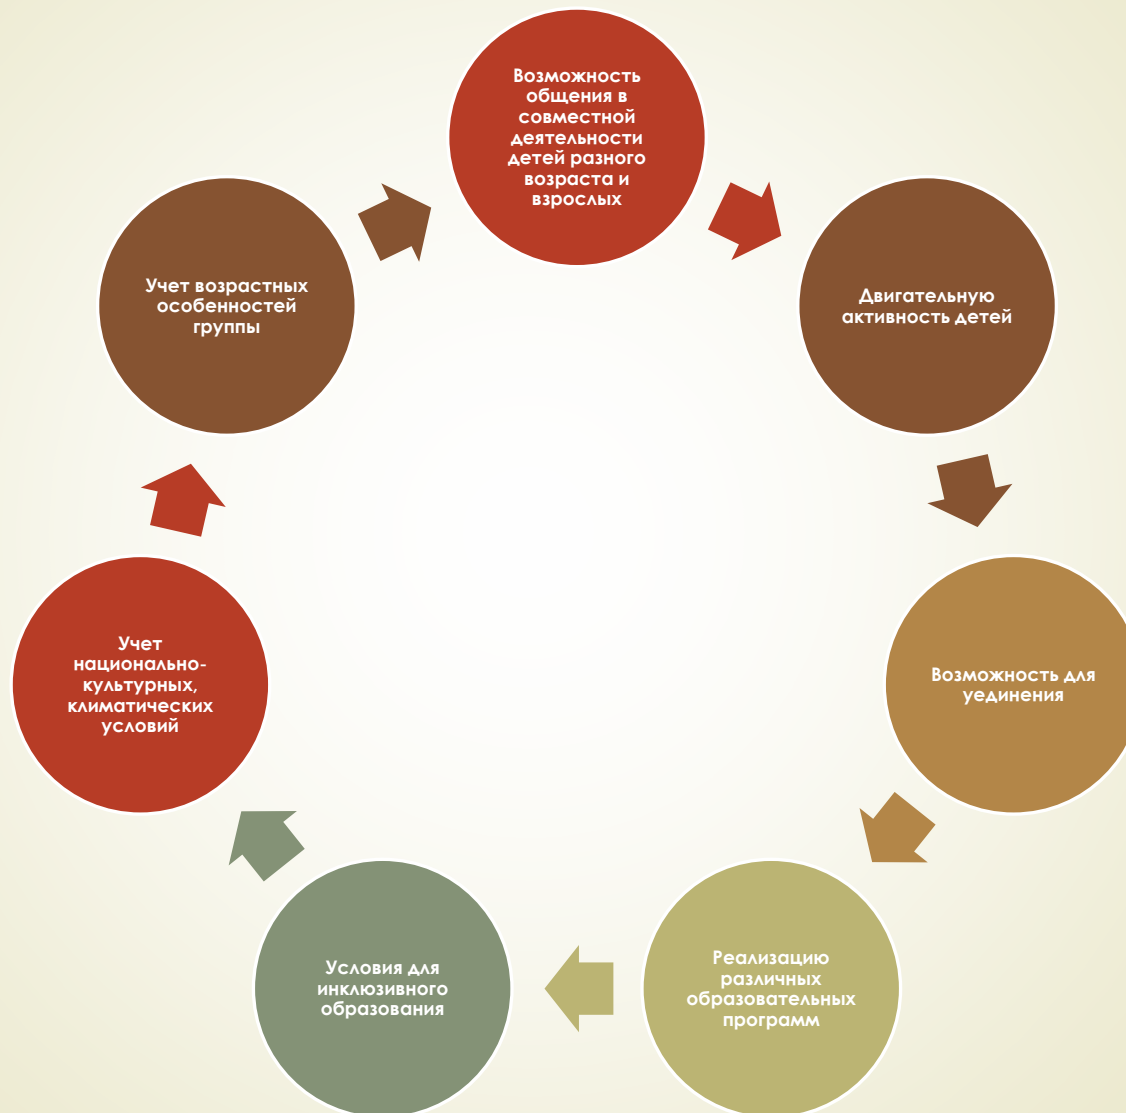 Возможность
общения в
совместной
деятельности
детей разного
возраста и
взрослых
Двигательную
активность детей
Возможность для
уединения
Реализацию
различных
образовательных
программ
Условия для
инклюзивного
образования
Учет
национально-
культурных,
климатических
условий
Учет возрастных
особенностей
группы